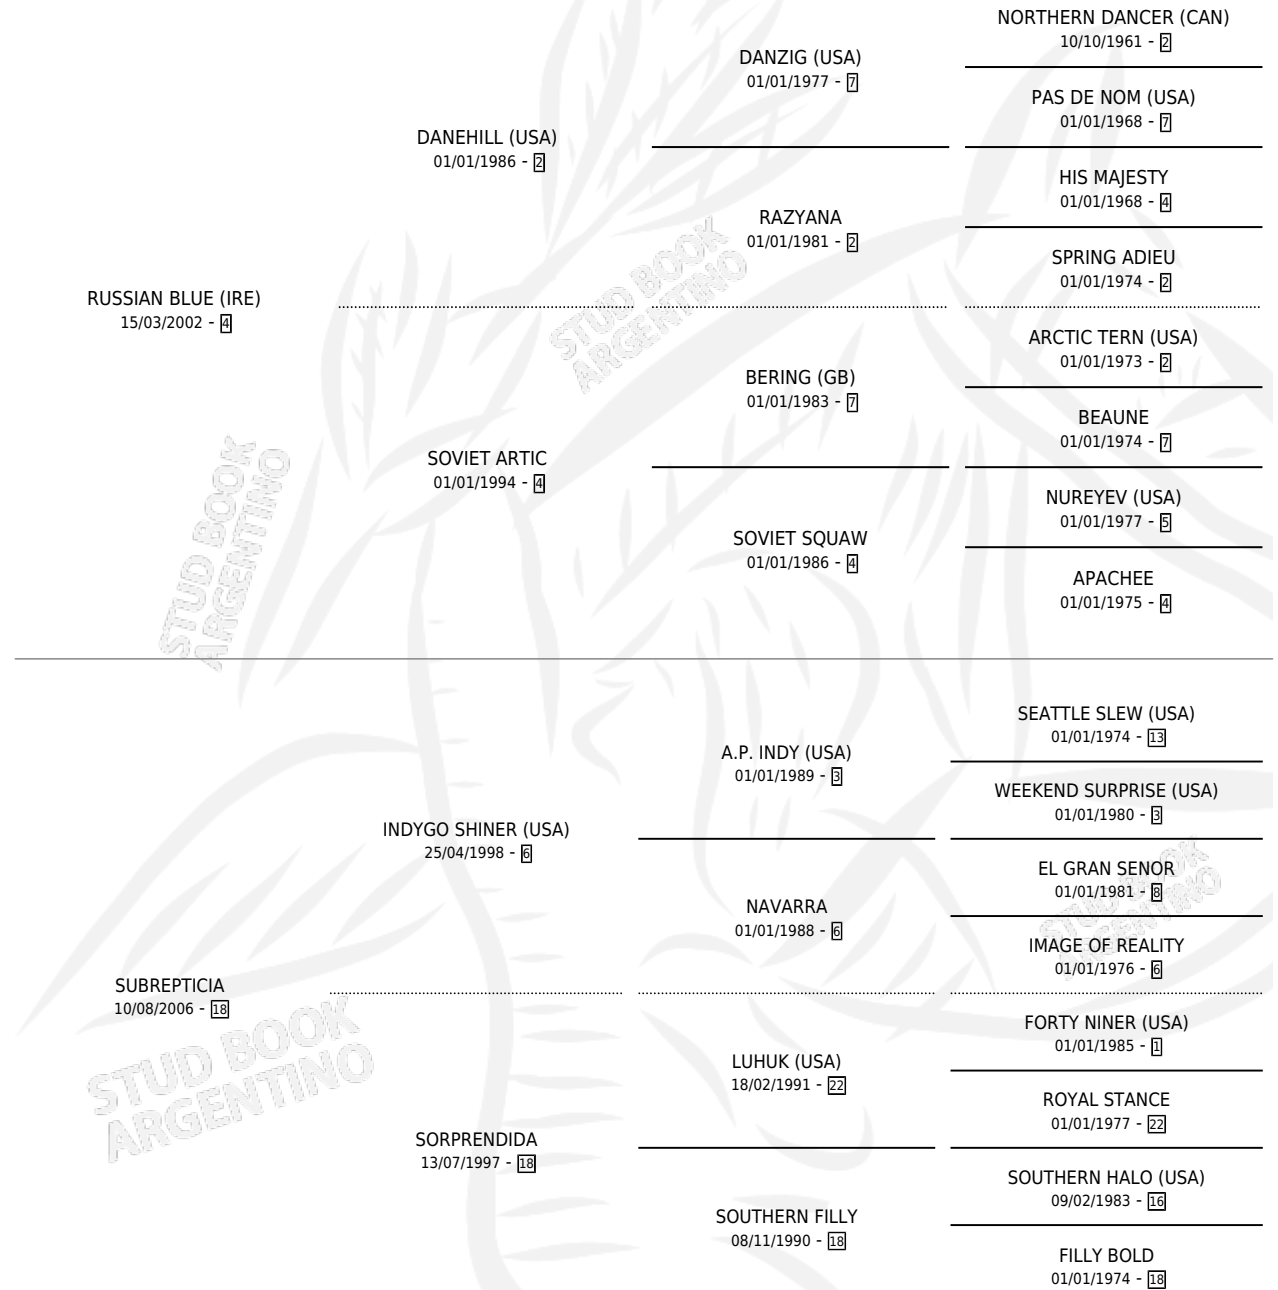 NORTHERN DANCER (CAN)
10/10/1961 - 2
DANZIG (USA)
01/01/1977 - 7
PAS DE NOM (USA)
01/01/1968 - 7
DANEHILL (USA)
01/01/1986 - 2
HIS MAJESTY
01/01/1968 - 4
RAZYANA
01/01/1981 - 2
SPRING ADIEU
01/01/1974 - 2
RUSSIAN BLUE (IRE)
15/03/2002 - 4
STUD BOOK
ARGENTINO
ARCTIC TERN (USA)
01/01/1973 - 2
BERING (GB)
01/01/1983 - 7
BEAUNE
01/01/1974 - 7
SOVIET ARTIC
01/01/1994 - 4
NUREYEV (USA)
01/01/1977 - 5
SOVIET SQUAW
01/01/1986 - 4
APACHEE
01/01/1975 - 4
STUD BOOK
ARGENTINO
SEATTLE SLEW (USA)
01/01/1974 - 13
A.P. INDY (USA)
01/01/1989 - 3
WEEKEND SURPRISE (USA)
01/01/1980 - 3
INDYGO SHINER (USA)
25/04/1998 - 6
EL GRAN SENOR
01/01/1981 - 8
NAVARRA
01/01/1988 - 6
IMAGE OF REALITY
01/01/1976 - 6
STUD BOOK
ARGENTINO
SUBREPTICIA
10/08/2006 - 18
FORTY NINER (USA)
01/01/1985 - 1
LUHUK (USA)
18/02/1991 - 22
ROYAL STANCE
01/01/1977 - 22
SORPRENDIDA
13/07/1997 - 18
SOUTHERN HALO (USA)
09/02/1983 - 16
SOUTHERN FILLY
08/11/1990 - 18
FILLY BOLD
01/01/1974 - 18
STUD BOOK
ARGENTINO